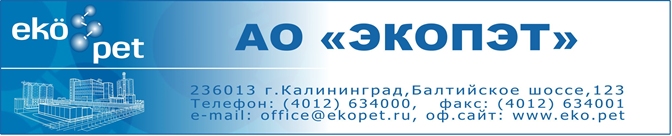 ekö pet
АО «ЭКОПЭТ»
236013 г.Калининград,Балтийское шоссе,123
Телефон: (4012) 634000, факс: (4012) 634001
e-mail: office@ekopet.ru, оф.сайт: www.eko.pet